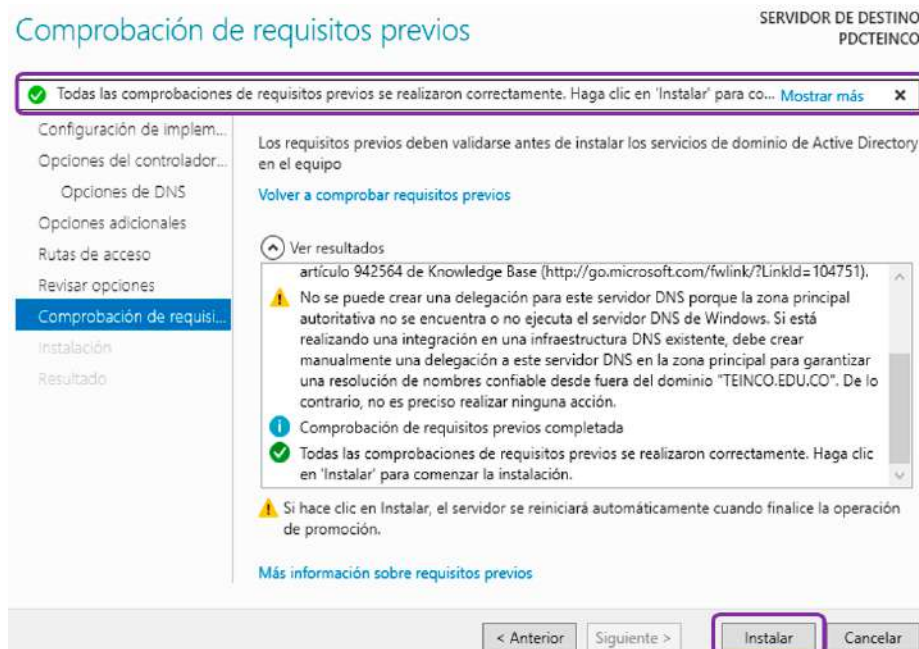 Comprobación de requisitos previos
SERVIDOR DE DESTINO
PDCTEINCO
Todas las comprobaciones de requisitos previos se realizaron correctamente. Haga clic en 'Instalar' para co... Mostrar más
Configuración de implem...
Opciones del controlador...
Opciones de DNS
Opciones adicionales
Rutas de acceso
Revisar opciones
Comprobación de requisi...
Instalación
Resultado
Los requisitos previos deben validarse antes de instalar los servicios de dominio de Active Directory
en el equipo
Volver a comprobar requisitos previos
Ver resultados
artículo 942564 de Knowledge Base (http://go.microsoft.com/fwlink/?LinkId=104751).
No se puede crear una delegación para este servidor DNS porque la zona principal
autoritativa no se encuentra o no ejecuta el servidor DNS de Windows. Si está
realizando una integración en una infraestructura DNS existente, debe crear
manualmente una delegación a este servidor DNS en la zona principal para garantizar
una resolución de nombres confiable desde fuera del dominio "TEINCO.EDU.CO". De lo
contrario, no es preciso realizar ninguna acción.
Comprobación de requisitos previos completada
Todas las comprobaciones de requisitos previos se realizaron correctamente. Haga clic
en 'Instalar' para comenzar la instalación.
Si hace clic en Instalar, el servidor se reiniciará automáticamente cuando finalice la operación
de promoción.
Más información sobre requisitos previos
< Anterior
Siguiente >
Instalar
Cancelar